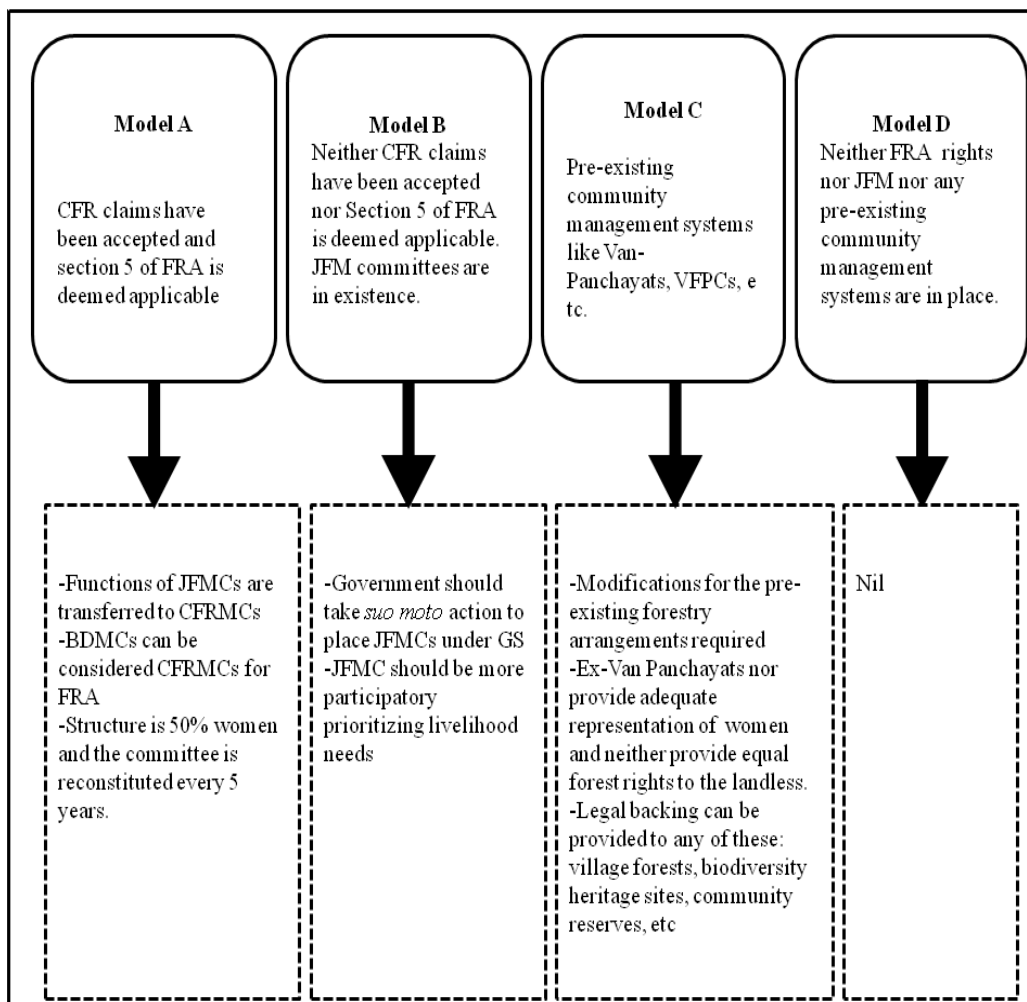 Model A
CFR claims have
been accepted and
section 5 of FRA is
deemed applicable
Model B
Neither CFR claims
have been accepted
nor Section 5 of FRA
is deemed applicable.
JFM committees are
in existence.
Model C
Pre-existing
community
management systems
like Van-
Panchayats, VFPCs, e
tc.
Model D
Neither FRA rights
nor JFM nor any
pre-existing
community
management
systems are in place.
-Functions of JFMCs are
transferred to CFRMCs
-BDMCs can be
considered CFRMCs for
FRA
-Structure is 50% women
and the committee is
reconstituted every 5
years.
-Government should
take suo moto action to
place JFMCs under GS
-JFMC should be more
participatory
prioritizing livelihood
needs
-Modifications for the pre-
existing forestry
arrangements required
-Ex-Van Panchayats nor
provide adequate
representation of women
and neither provide equal
forest rights to the landless.
-Legal backing can be
provided to any of these:
village forests, biodiversity
heritage sites, community
reserves, etc
Nil